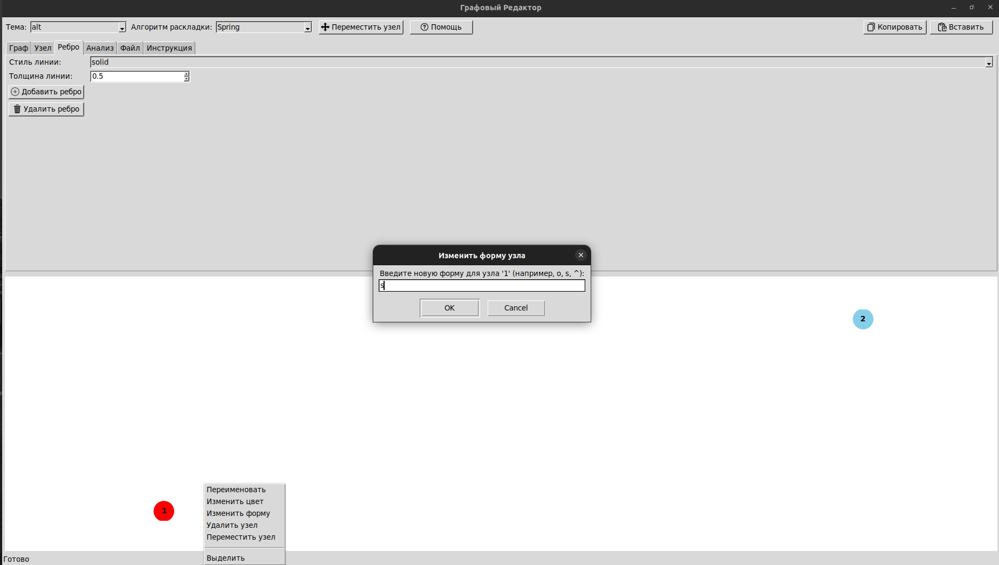 Графовый Редактор
Тема: alt Алгоритм раскладки: Spring Переместить узел Помощь Копировать Вставить
Граф Узел Ребро Анализ Файл Инструкция
Стиль линии: solid
Толщина линии: 0.5
Добавить ребро
Удалить ребро
Изменить форму узла
Введите новую форму для узла '1' (например, o, s, ^):
s
OK Cancel
2
1
Переименовать
Изменить цвет
Изменить форму
Удалить узел
Переместить узел
Выделить
Готово